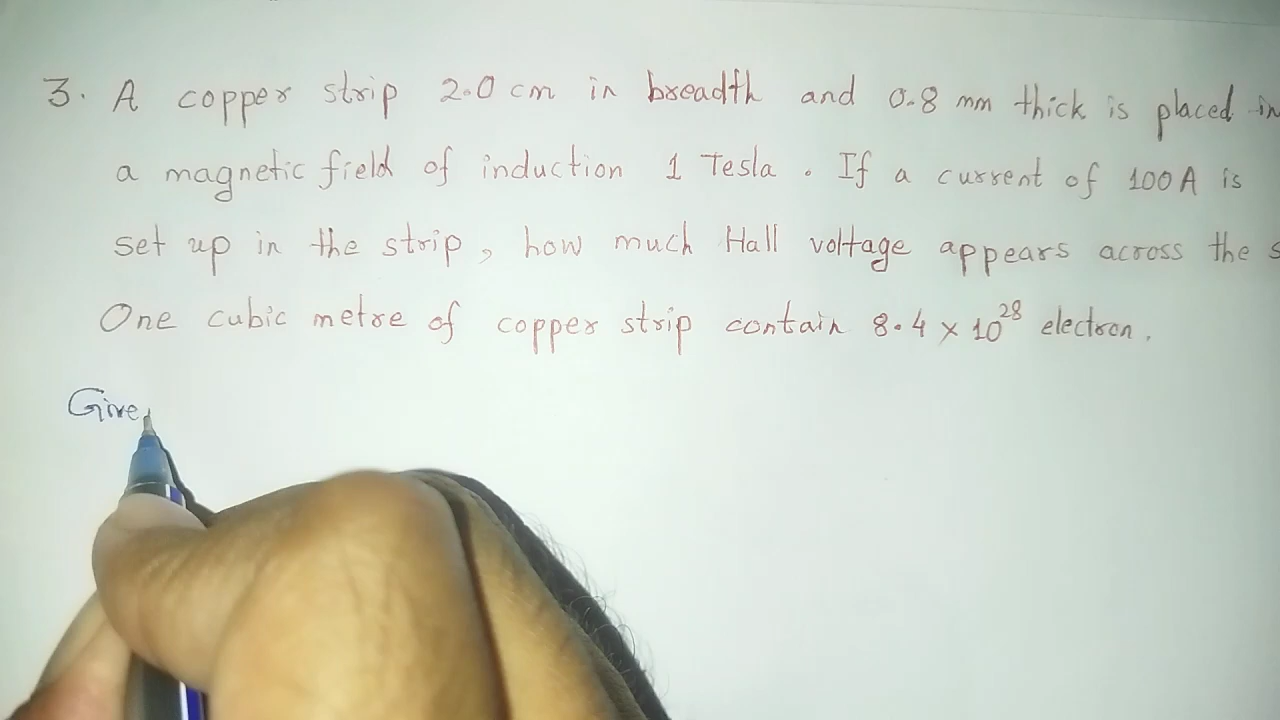 3. A copper strip 2.0 cm in breadth and 0.8 mm thick is placed in
a magnetic field of induction 1 Tesla. If a current of 100A is
set up in the strip, how much Hall voltage appears across the
One cubic metre of copper strip contain 8.4 × 10²⁸ electron.
Give